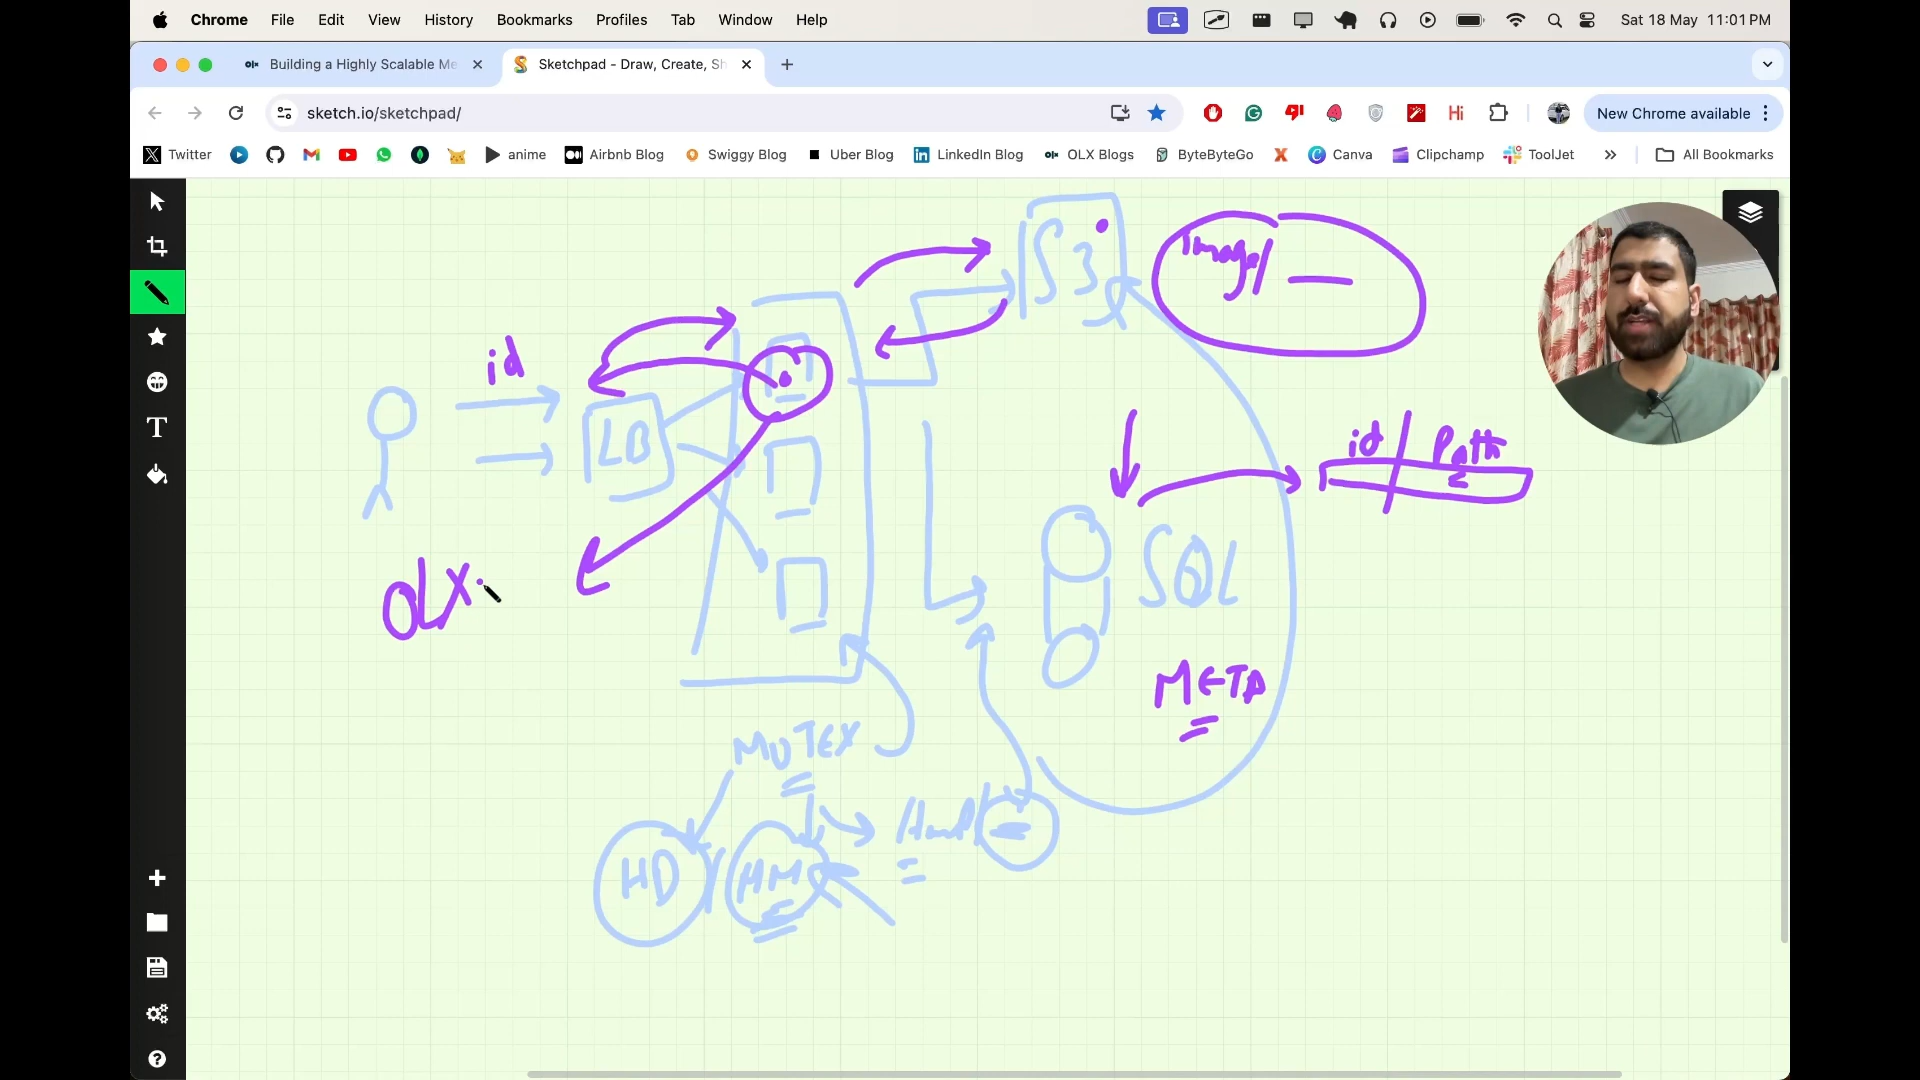 Chrome File Edit View History Bookmarks Profiles Tab Window Help Sat 18 May 11:01 PM
olx Building a Highly Scalable Me Sketchpad - Draw, Create, Sh
sketch.io/sketchpad/ Hi New Chrome available
Twitter anime Airbnb Blog Swiggy Blog Uber Blog LinkedIn Blog olx OLX Blogs ByteByteGo Canva Clipchamp ToolJet All Bookmarks
S3
Image/
id
LB
id Path
SQL
OLX.
META
MUTEX
HD / HM
T